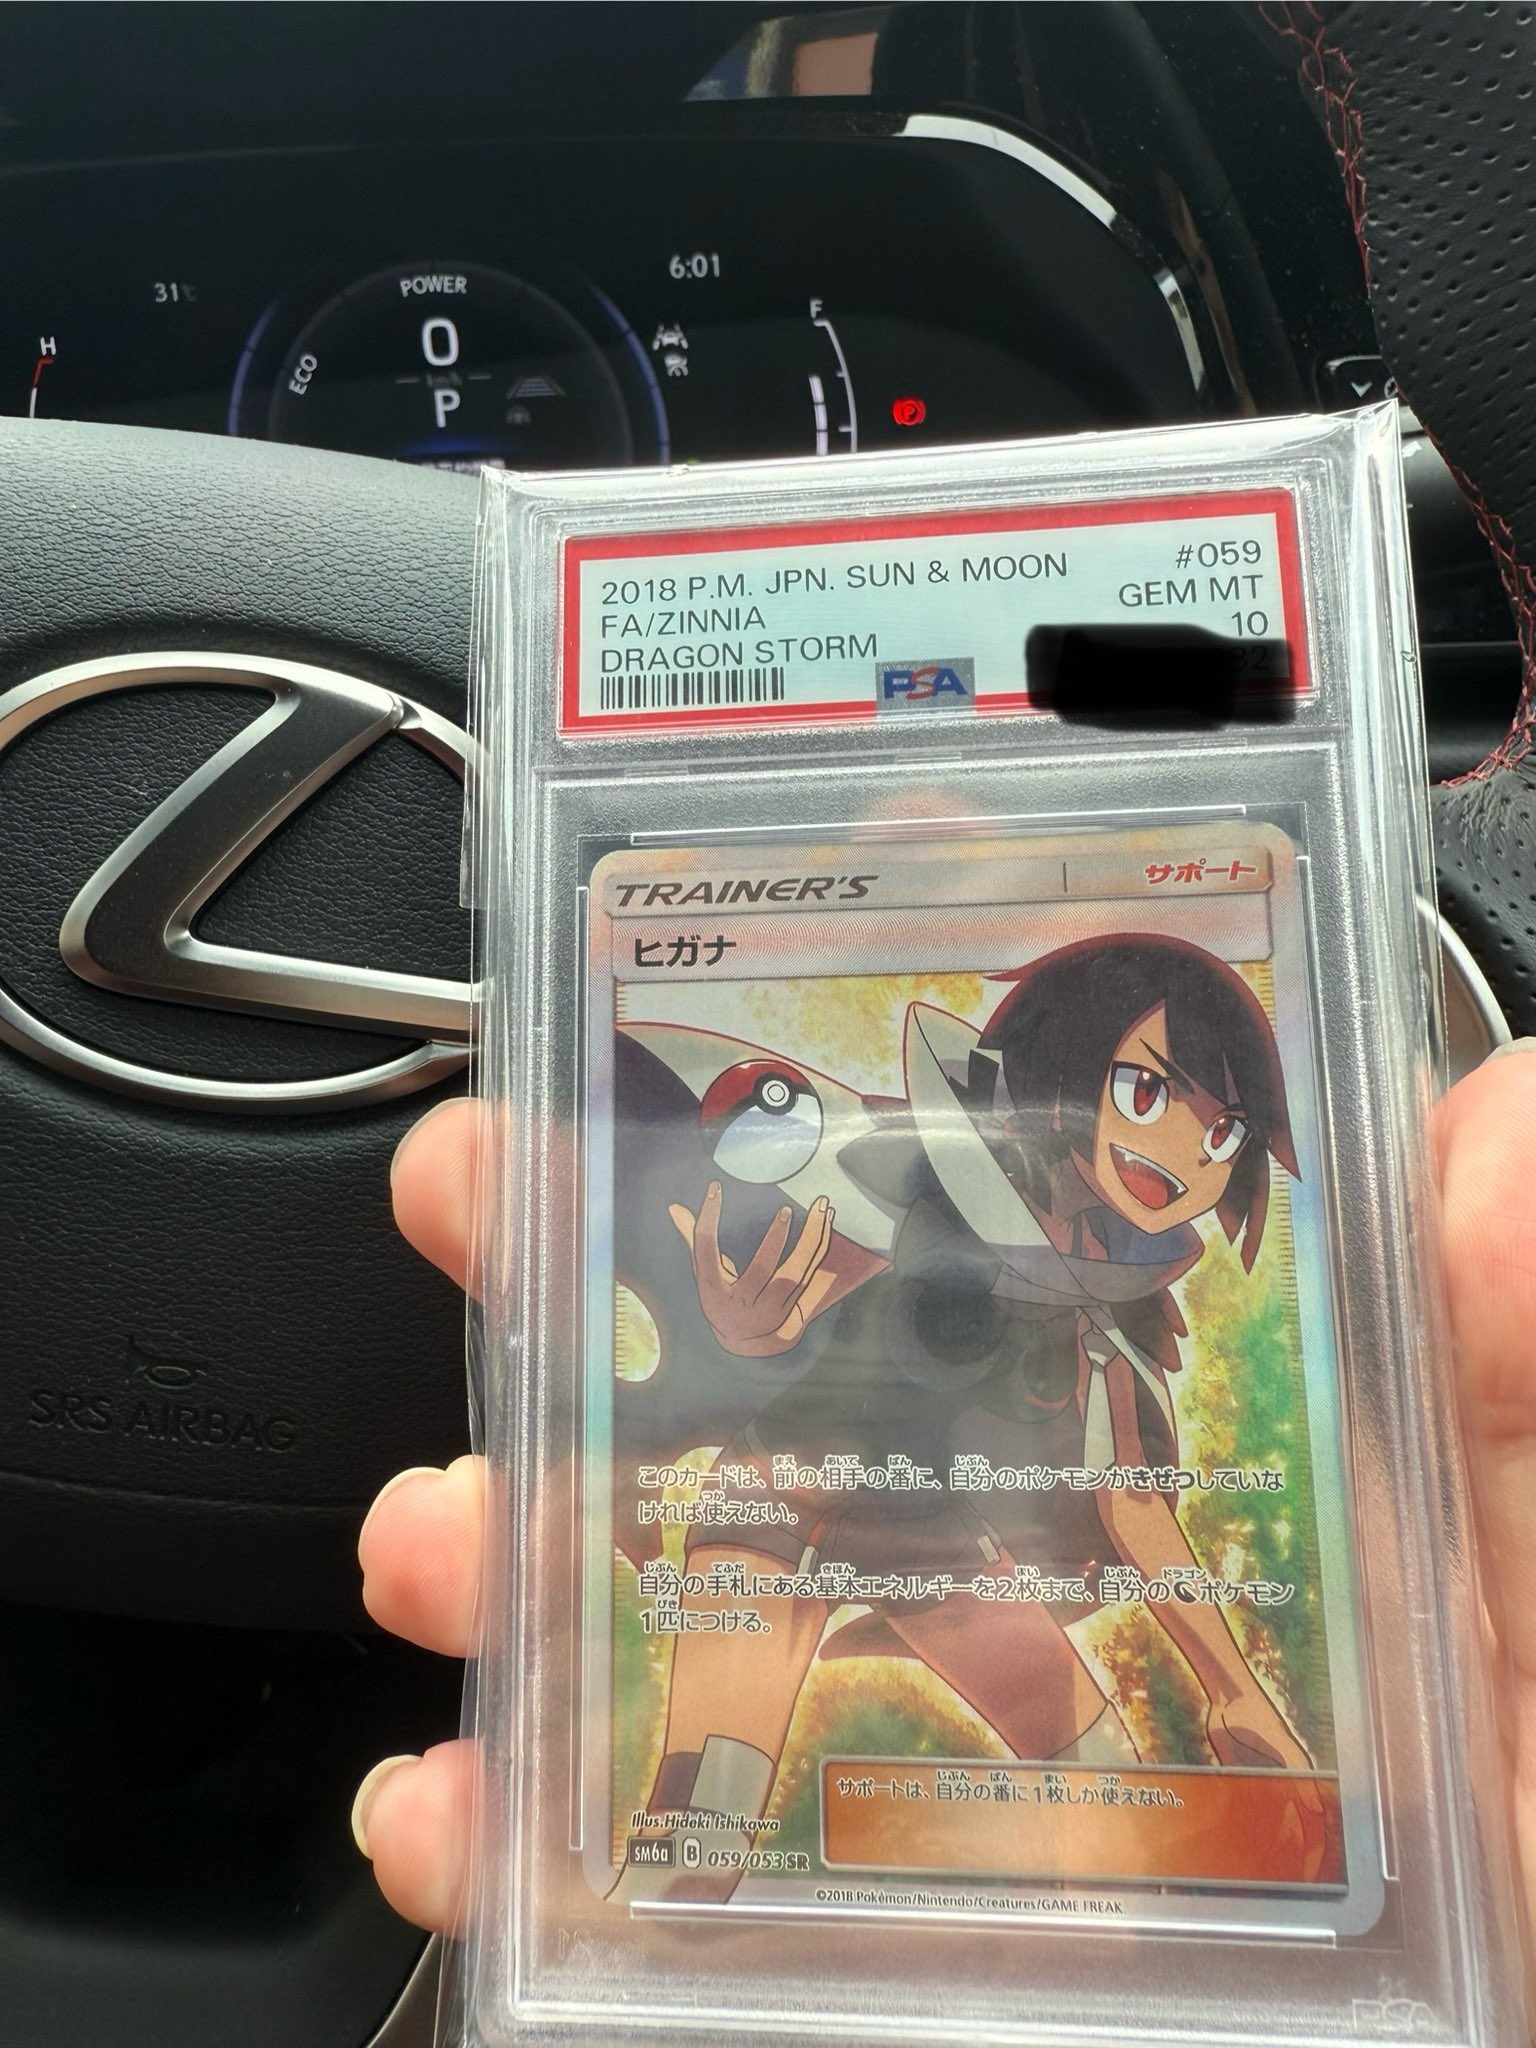 31℃
6:01
POWER
0
km/h
ECO
P
H
F
SRS AIRBAG
2018 P.M. JPN. SUN & MOON #059
FA/ZINNIA GEM MT
DRAGON STORM 10
PSA 82
TRAINER'S サポート
ヒガナ
このカードは、前の相手の番に、自分のポケモンがきぜつしていな
ければ使えない。
自分の手札にある基本エネルギーを2枚まで、自分のポケモン
1匹につける。
サポートは、自分の番に1枚しか使えない。
Illus.Hideki Ishikawa
SM6a B 059/053 SR
©2018 Pokémon/Nintendo/Creatures/GAME FREAK
PSA